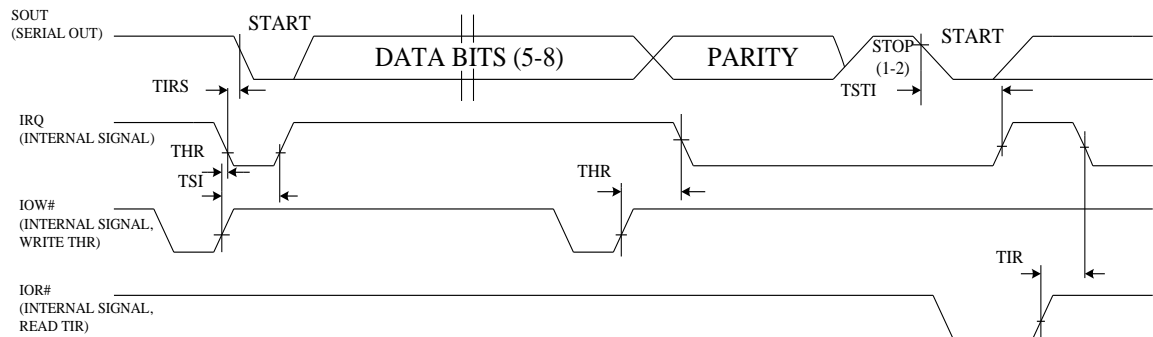 SOUT
(SERIAL OUT)
START
DATA BITS (5-8)
PARITY
STOP
(1-2)
START
TIRS
TSTI
IRQ
(INTERNAL SIGNAL)
THR
TSI
THR
IOW#
(INTERNAL SIGNAL,
WRITE THR)
TIR
IOR#
(INTERNAL SIGNAL,
READ TIR)